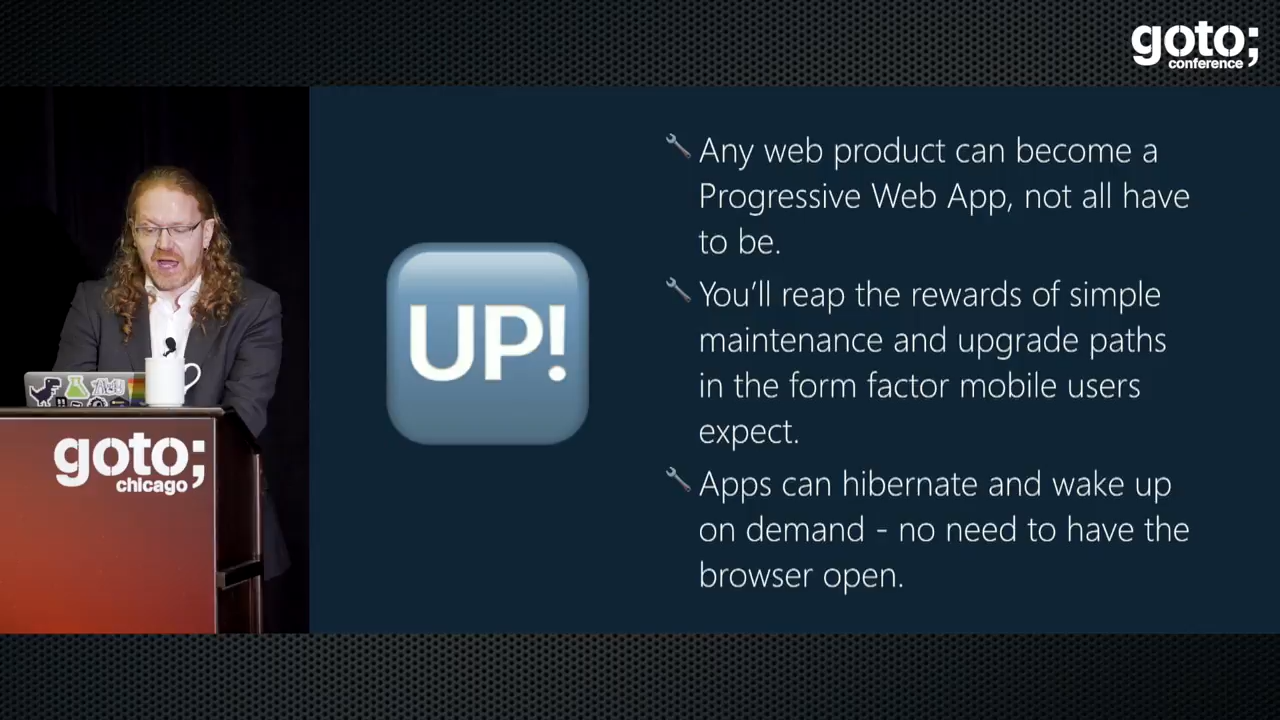 goto;
conference
Any web product can become a
Progressive Web App, not all have
to be.
You'll reap the rewards of simple
maintenance and upgrade paths
in the form factor mobile users
expect.
Apps can hibernate and wake up
on demand - no need to have the
browser open.
UP!
goto;
chicago